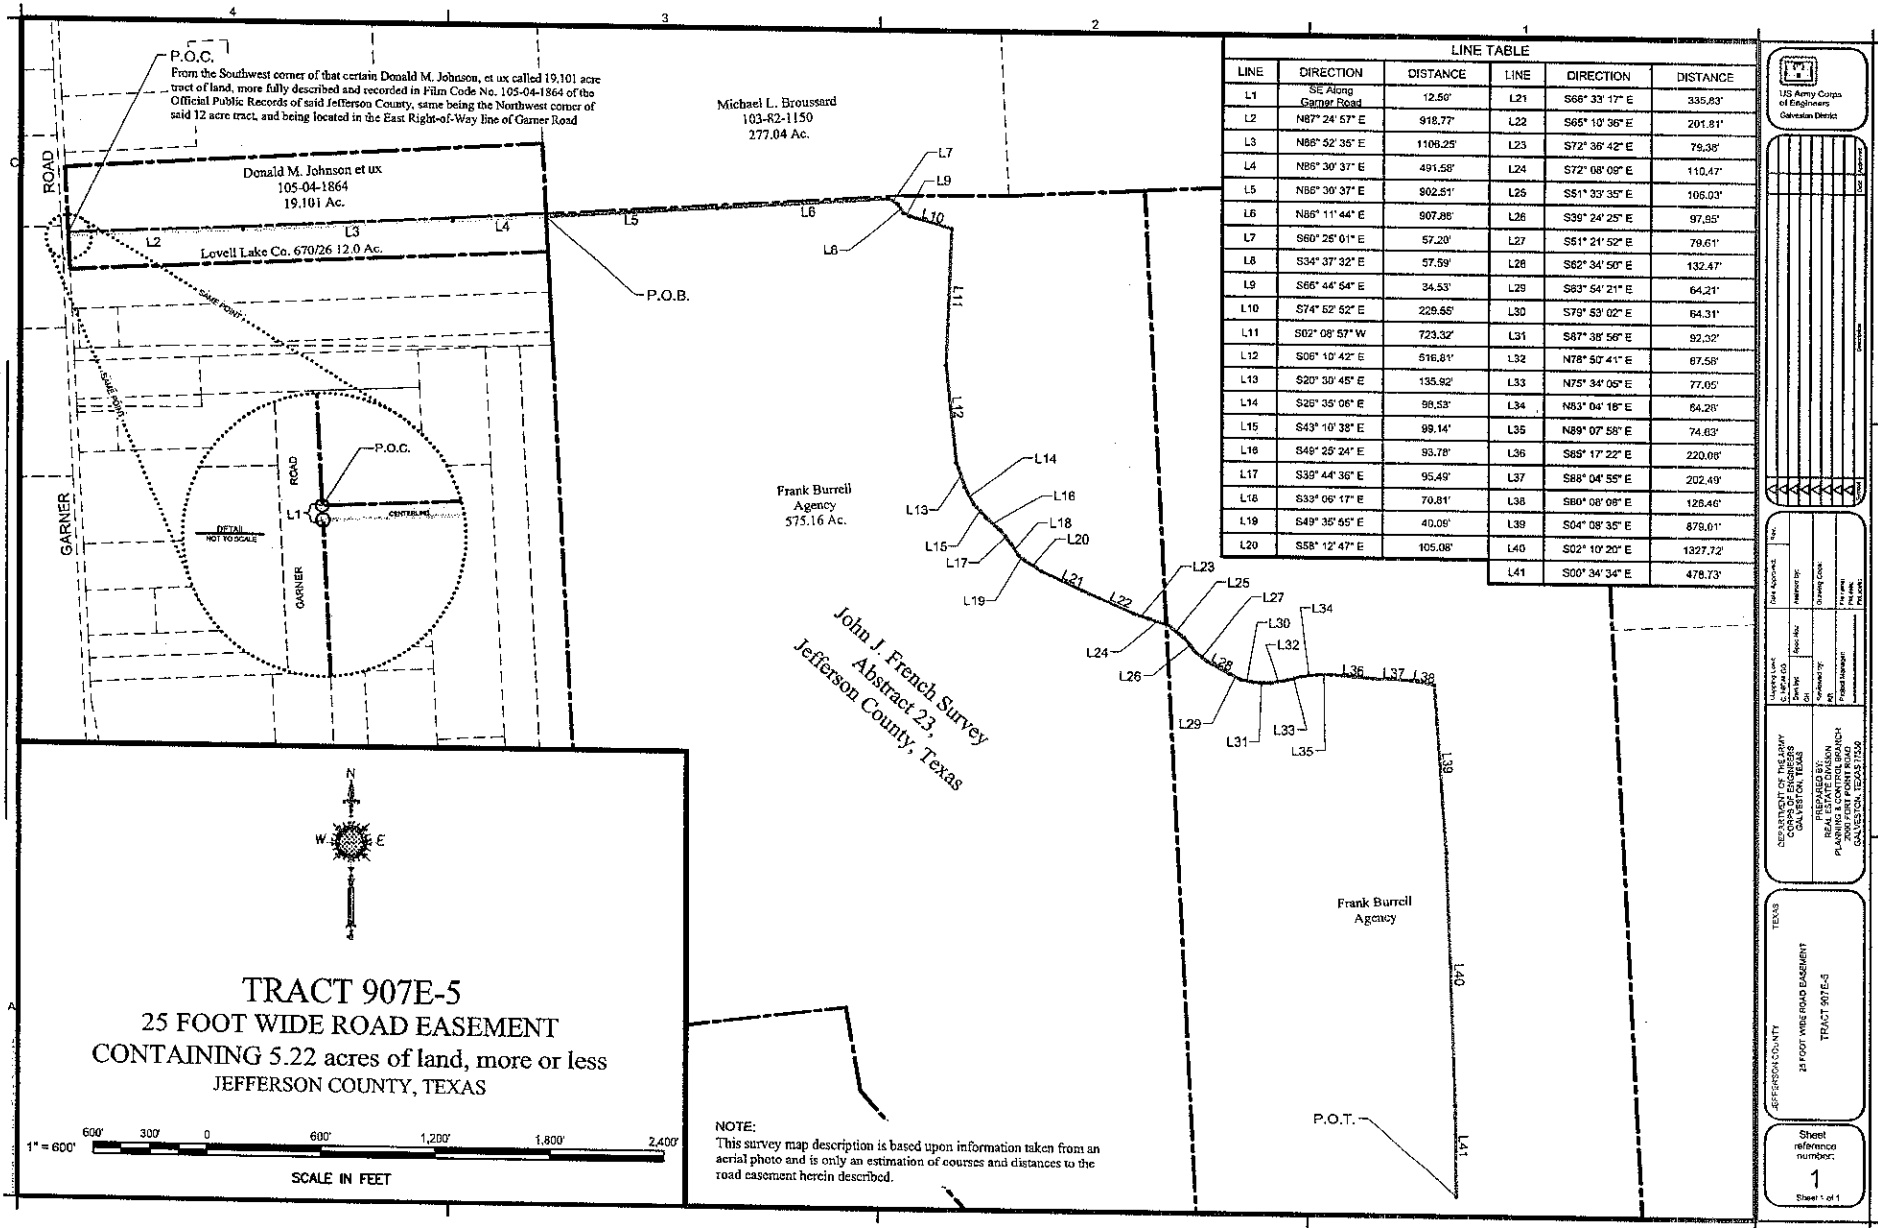 4
3
2
1
P.O.C.
From the Southwest corner of that certain Donald M. Johnson, et ux called 19.101 acre
tract of land, more fully described and recorded in Film Code No. 105-04-1864 of the
Official Public Records of said Jefferson County, same being the Northwest corner of
said 12 acre tract, and being located in the East Right-of-Way line of Garner Road
Michael L. Broussard
103-82-1150
277.04 Ac.
C
ROAD
Donald M. Johnson et ux
105-04-1864
19.101 Ac.
L2
L3
L4
L5
L6
L7
L8
L9
L10
Lovell Lake Co. 670/26 12.0 Ac.
P.O.B.
SAME POINT
SAME POINT
GARNER
P.O.C.
ROAD
L1
CENTERLINE
DETAIL
NOT TO SCALE
GARNER
L11
L12
L13
L14
L15
L16
L17
L18
L19
L20
L21
L22
L23
L24
L25
L26
L27
L28
L29
L30
L31
L32
L33
L34
L35
L36
L37
L38
L39
L40
L41
Frank Burrell
Agency
575.16 Ac.
John J. French Survey
Abstract 23,
Jefferson County, Texas
Frank Burrell
Agency
P.O.T.
LINE TABLE
LINE DIRECTION DISTANCE LINE DIRECTION DISTANCE
L1 SE Along Garner Road 12.50' L21 S66° 33' 17" E 335.83'
L2 N87° 24' 57" E 918.77' L22 S65° 10' 36" E 201.81'
L3 N86° 52' 35" E 1106.25' L23 S72° 36' 42" E 79.38'
L4 N86° 30' 37" E 491.58' L24 S72° 08' 09" E 110.47'
L5 N86° 30' 37" E 902.51' L25 S51° 33' 35" E 106.03'
L6 N86° 11' 44" E 907.86' L26 S39° 24' 25" E 97.95'
L7 S60° 25' 01" E 57.20' L27 S51° 21' 52" E 79.61'
L8 S34° 37' 32" E 57.59' L28 S62° 34' 50" E 132.47'
L9 S66° 44' 54" E 34.53' L29 S63° 54' 21" E 64.21'
L10 S74° 52' 52" E 229.55' L30 S79° 53' 02" E 64.31'
L11 S02° 08' 57" W 723.32' L31 S87° 38' 56" E 92.32'
L12 S06° 10' 42" E 516.81' L32 N78° 50' 41" E 87.58'
L13 S20° 30' 45" E 135.92' L33 N75° 34' 05" E 77.05'
L14 S26° 35' 06" E 98.53' L34 N83° 04' 18" E 64.28'
L15 S43° 10' 38" E 99.14' L35 N89° 07' 58" E 74.63'
L16 S49° 25' 24" E 93.78' L36 S85° 17' 22" E 220.08'
L17 S39° 44' 36" E 95.49' L37 S88° 04' 55" E 202.49'
L18 S33° 06' 17" E 70.81' L38 S80° 08' 06" E 126.46'
L19 S49° 35' 55" E 40.09' L39 S04° 08' 35" E 879.01'
L20 S58° 12' 47" E 105.08' L40 S02° 10' 20" E 1327.72'
L41 S00° 34' 34" E 478.73'
N
W
E
TRACT 907E-5
25 FOOT WIDE ROAD EASEMENT
CONTAINING 5.22 acres of land, more or less
JEFFERSON COUNTY, TEXAS
1" = 600'
600' 300' 0 600' 1,200' 1,800' 2,400'
SCALE IN FEET
NOTE:
This survey map description is based upon information taken from an
aerial photo and is only an estimation of courses and distances to the
road easement herein described.
A
US Army Corps
of Engineers
Galveston District
DEPARTMENT OF THE ARMY
CORPS OF ENGINEERS
GALVESTON, TEXAS
PREPARED BY:
REAL ESTATE DIVISION
PLANNING & CONTROL BRANCH
2000 FORT POINT ROAD
GALVESTON, TEXAS 77550
JEFFERSON COUNTY TEXAS
25 FOOT WIDE ROAD EASEMENT
TRACT 907E-5
Sheet
reference
number:
1
Sheet 1 of 1